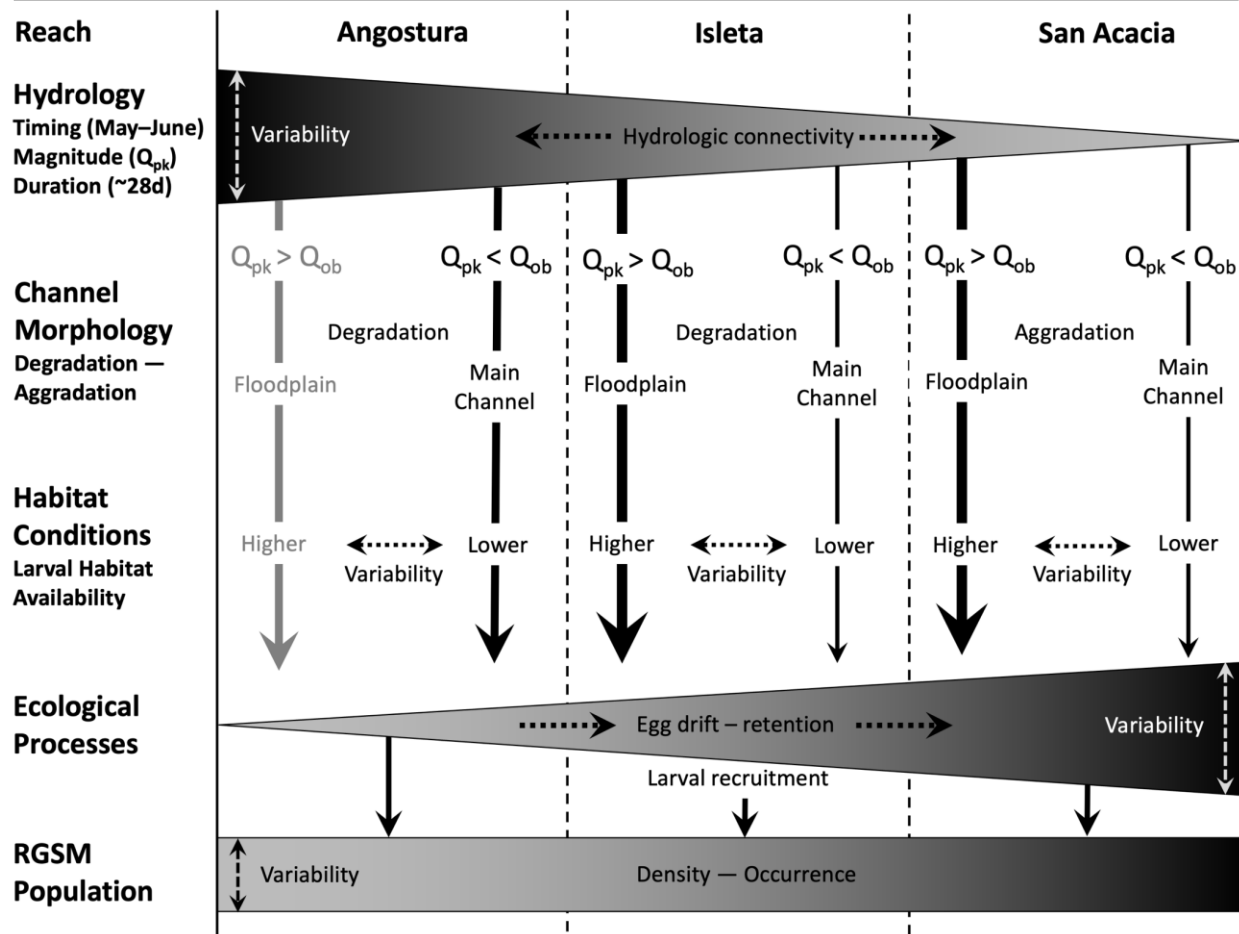 Reach
Angostura
Isleta
San Acacia
Hydrology
Timing (May–June)
Magnitude (Qpk)
Duration (~28d)
Variability
Hydrologic connectivity
Qpk > Qob
Qpk < Qob
Qpk > Qob
Qpk < Qob
Qpk > Qob
Qpk < Qob
Channel
Morphology
Degradation —
Aggradation
Degradation
Degradation
Aggradation
Floodplain
Main
Channel
Floodplain
Main
Channel
Floodplain
Main
Channel
Habitat
Conditions
Larval Habitat
Availability
Higher
Variability
Lower
Higher
Variability
Lower
Higher
Variability
Lower
Ecological
Processes
Egg drift – retention
Variability
Larval recruitment
RGSM
Population
Variability
Density — Occurrence